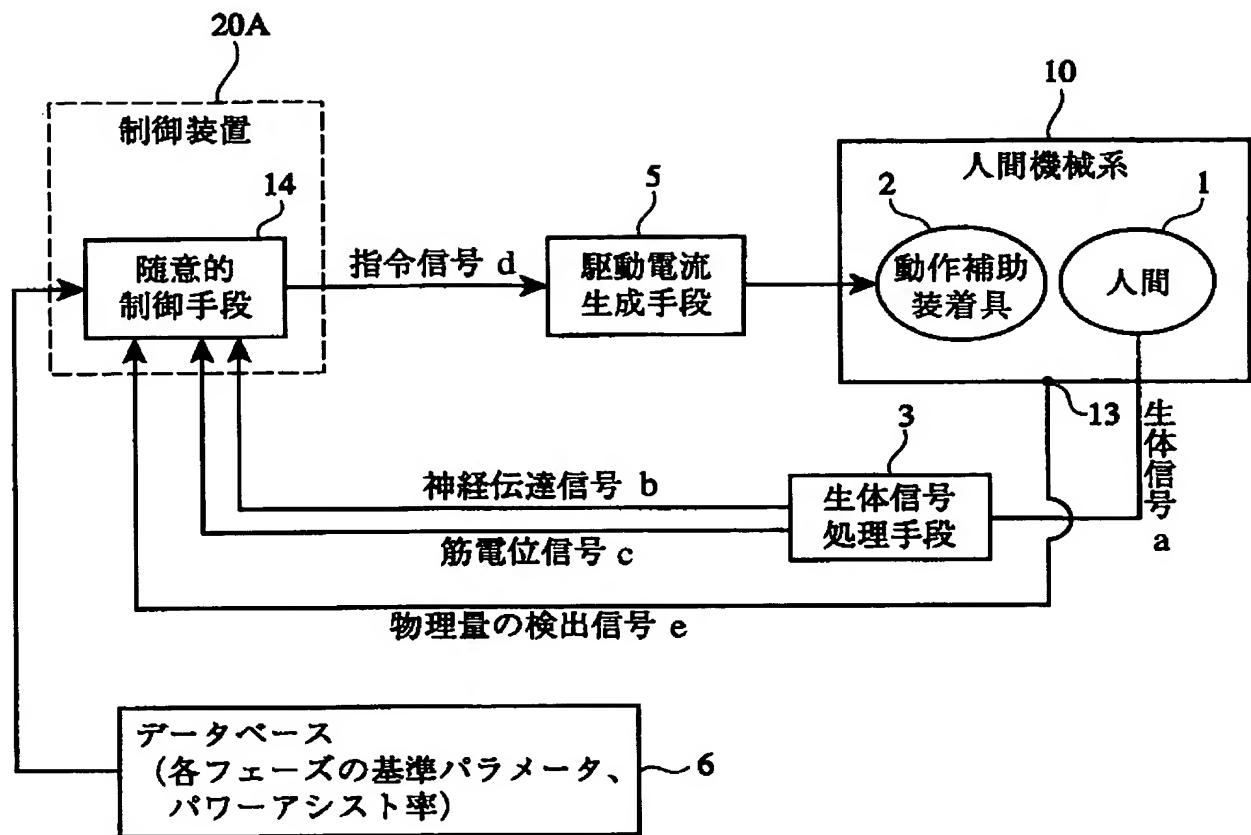 20A
制御装置
14
随意的
制御手段
指令信号 d
5
駆動電流
生成手段
10
人間機械系
2
動作補助
装着具
1
人間
13
生体信号 a
3
生体信号
処理手段
神経伝達信号 b
筋電位信号 c
物理量の検出信号 e
データベース
(各フェーズの基準パラメータ、
パワーアシスト率)
6